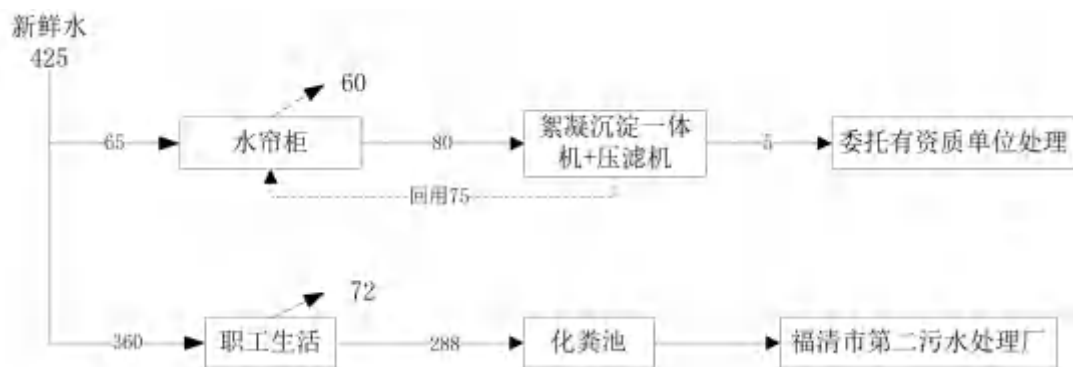 新鲜水
425
60
65
水帘柜
80
絮凝沉淀一体
机+压滤机
5
委托有资质单位处理
回用75
72
360
职工生活
288
化粪池
福清市第二污水处理厂